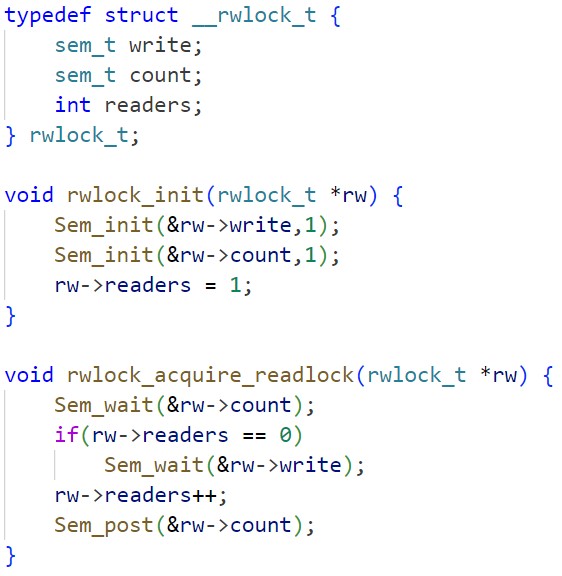 typedef struct __rwlock_t {
    sem_t write;
    sem_t count;
    int readers;
} rwlock_t;

void rwlock_init(rwlock_t *rw) {
    Sem_init(&rw->write,1);
    Sem_init(&rw->count,1);
    rw->readers = 1;
}

void rwlock_acquire_readlock(rwlock_t *rw) {
    Sem_wait(&rw->count);
    if(rw->readers == 0)
        Sem_wait(&rw->write);
    rw->readers++;
    Sem_post(&rw->count);
}